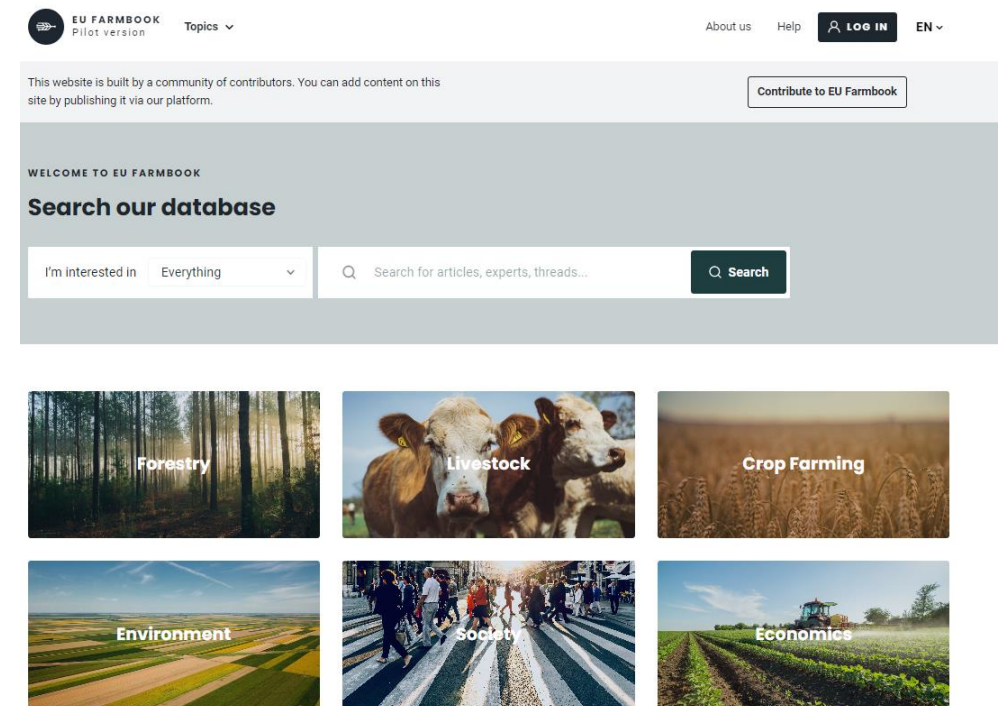 EU FARMBOOK
Pilot version
Topics
About us
Help
LOG IN
EN
This website is built by a community of contributors. You can add content on this
site by publishing it via our platform.
Contribute to EU Farmbook
WELCOME TO EU FARMBOOK
Search our database
I'm interested in
Everything
Search for articles, experts, threads...
Search
Forestry
Livestock
Crop Farming
Environment
Society
Economics